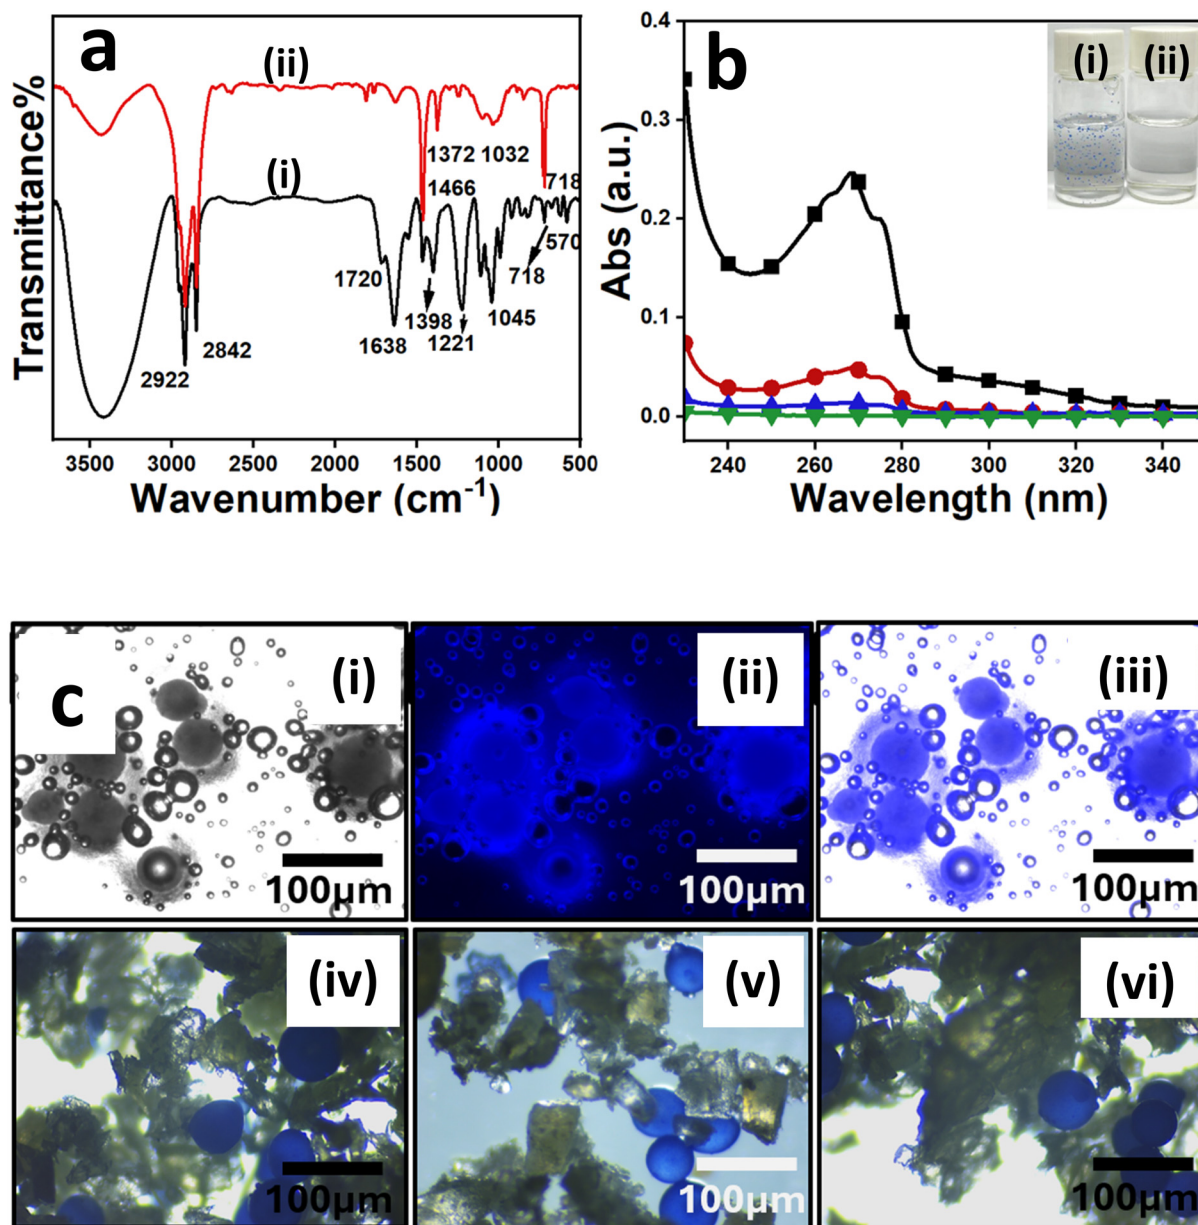 a
(ii)
(i)
1372 1032
1466
718
1720
570
718
1398
1045
1638
1221
2922
2842
Transmittance%
3500 3000 2500 2000 1500 1000 500
Wavenumber (cm-1)
b
(i) (ii)
0.4
0.3
0.2
0.1
0.0
Abs (a.u.)
240 260 280 300 320 340
Wavelength (nm)
c
(i)
100μm
(ii)
100μm
(iii)
100μm
(iv)
100μm
(v)
100μm
(vi)
100μm